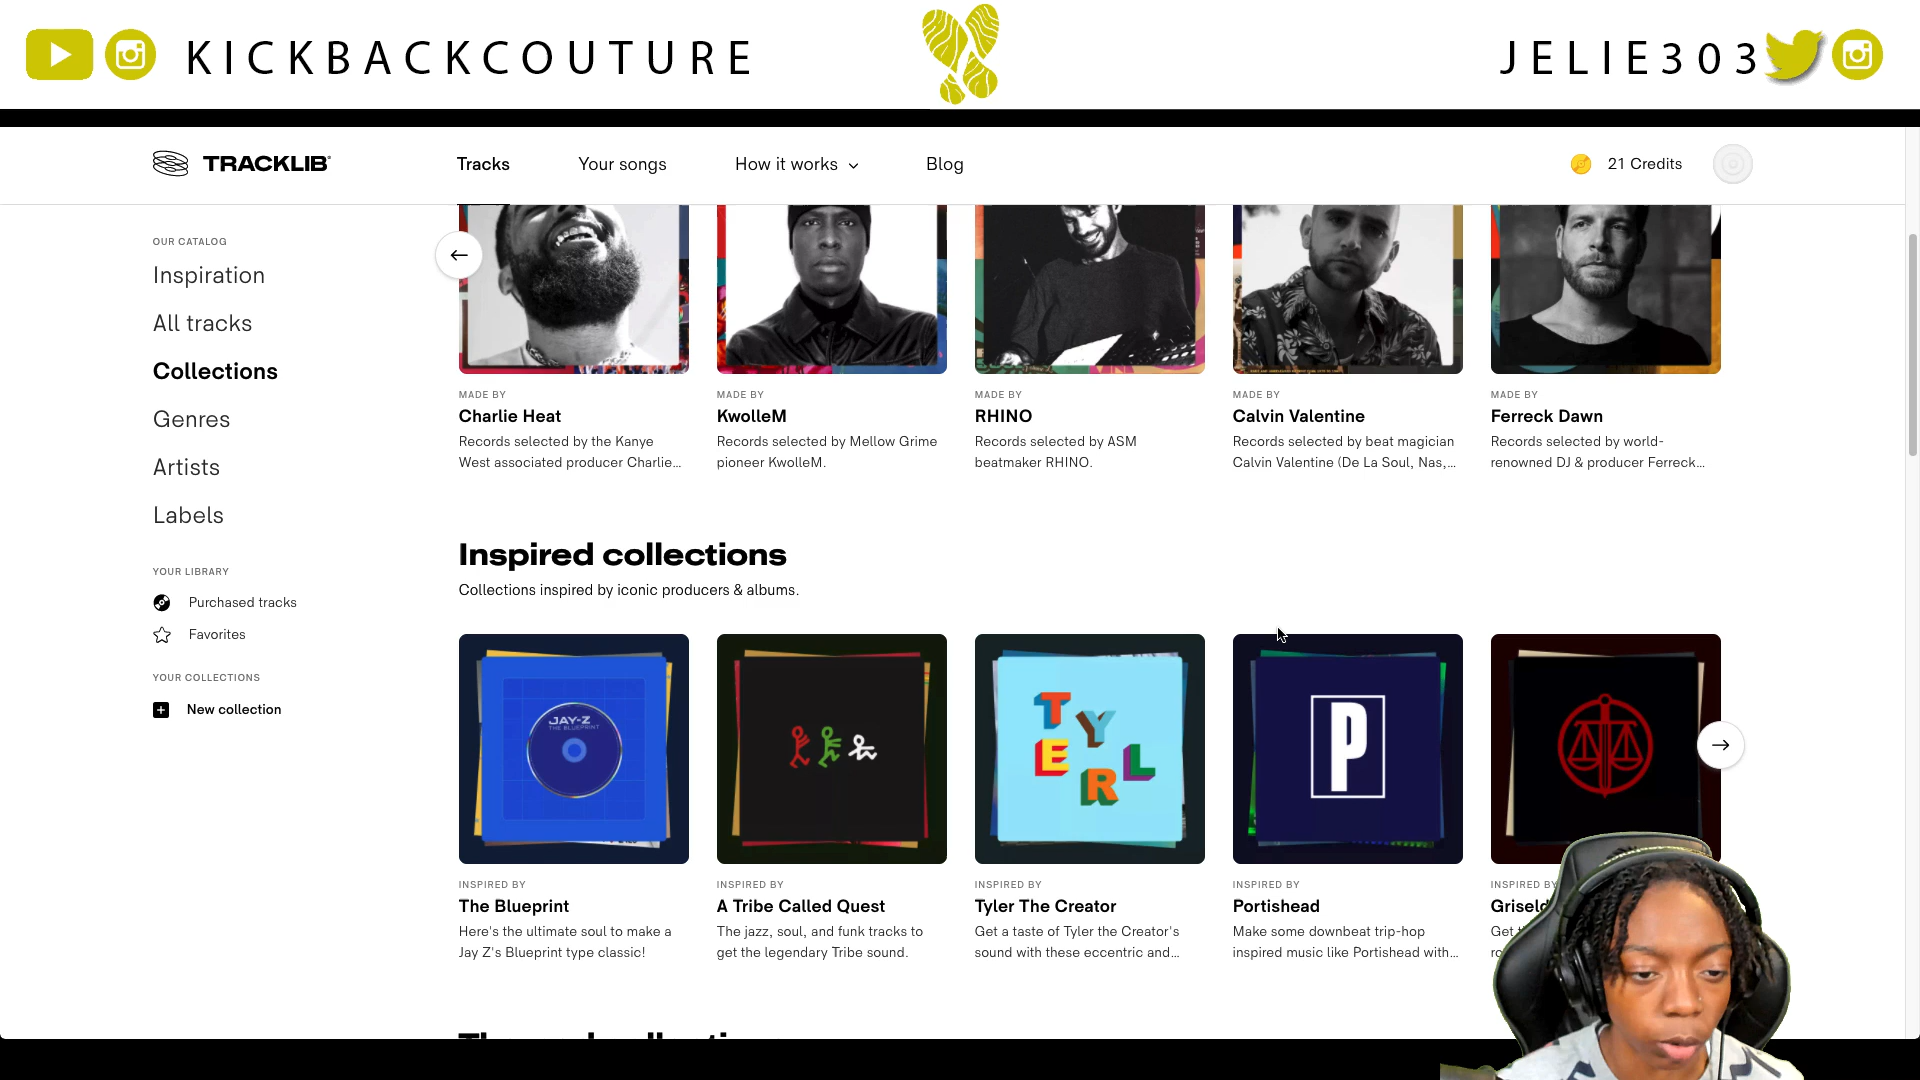 KICKBACKCOUTURE
JELIE303
TRACKLIB
Tracks
Your songs
How it works
Blog
21 Credits
OUR CATALOG
Inspiration
All tracks
Collections
Genres
Artists
Labels
YOUR LIBRARY
Purchased tracks
Favorites
YOUR COLLECTIONS
New collection
MADE BY
Charlie Heat
Records selected by the Kanye
West associated producer Charlie...
MADE BY
KwolleM
Records selected by Mellow Grime
pioneer KwolleM.
MADE BY
RHINO
Records selected by ASM
beatmaker RHINO.
MADE BY
Calvin Valentine
Records selected by beat magician
Calvin Valentine (De La Soul, Nas,...
MADE BY
Ferreck Dawn
Records selected by world-
renowned DJ & producer Ferreck...
Inspired collections
Collections inspired by iconic producers & albums.
JAY-Z
THE BLUEPRINT
TYLER
P
INSPIRED BY
The Blueprint
Here's the ultimate soul to make a
Jay Z's Blueprint type classic!
INSPIRED BY
A Tribe Called Quest
The jazz, soul, and funk tracks to
get the legendary Tribe sound.
INSPIRED BY
Tyler The Creator
Get a taste of Tyler the Creator's
sound with these eccentric and...
INSPIRED BY
Portishead
Make some downbeat trip-hop
inspired music like Portishead with...
INSPIRED BY
Get